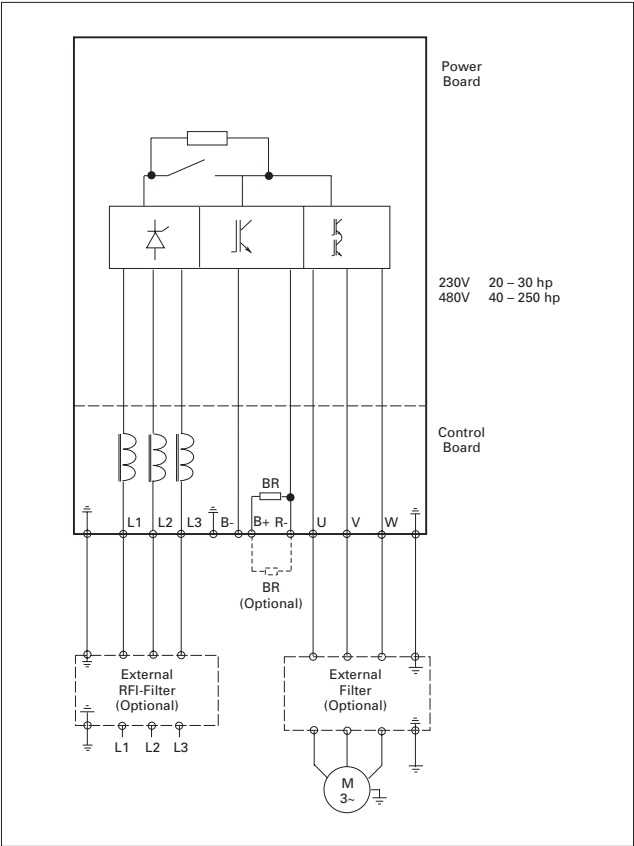 Power
Board
230V 20 – 30 hp
480V 40 – 250 hp
Control
Board
BR
L1 L2 L3 B- B+ R- U V W
BR
(Optional)
External
RFI-Filter
(Optional)
External
Filter
(Optional)
L1 L2 L3
M
3~